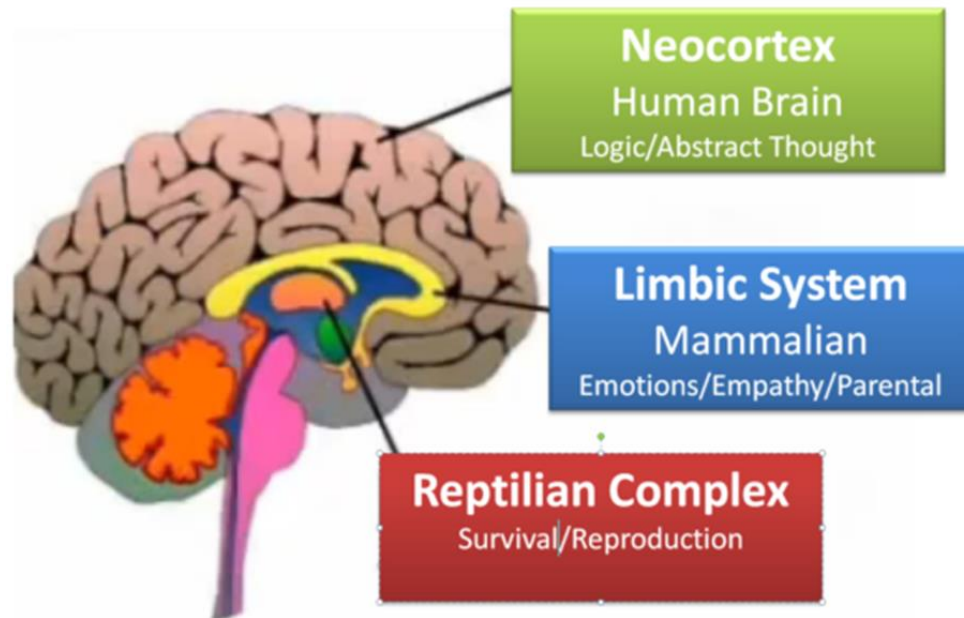 Neocortex
Human Brain
Logic/Abstract Thought
Limbic System
Mammalian
Emotions/Empathy/Parental
Reptilian Complex
Survival/Reproduction